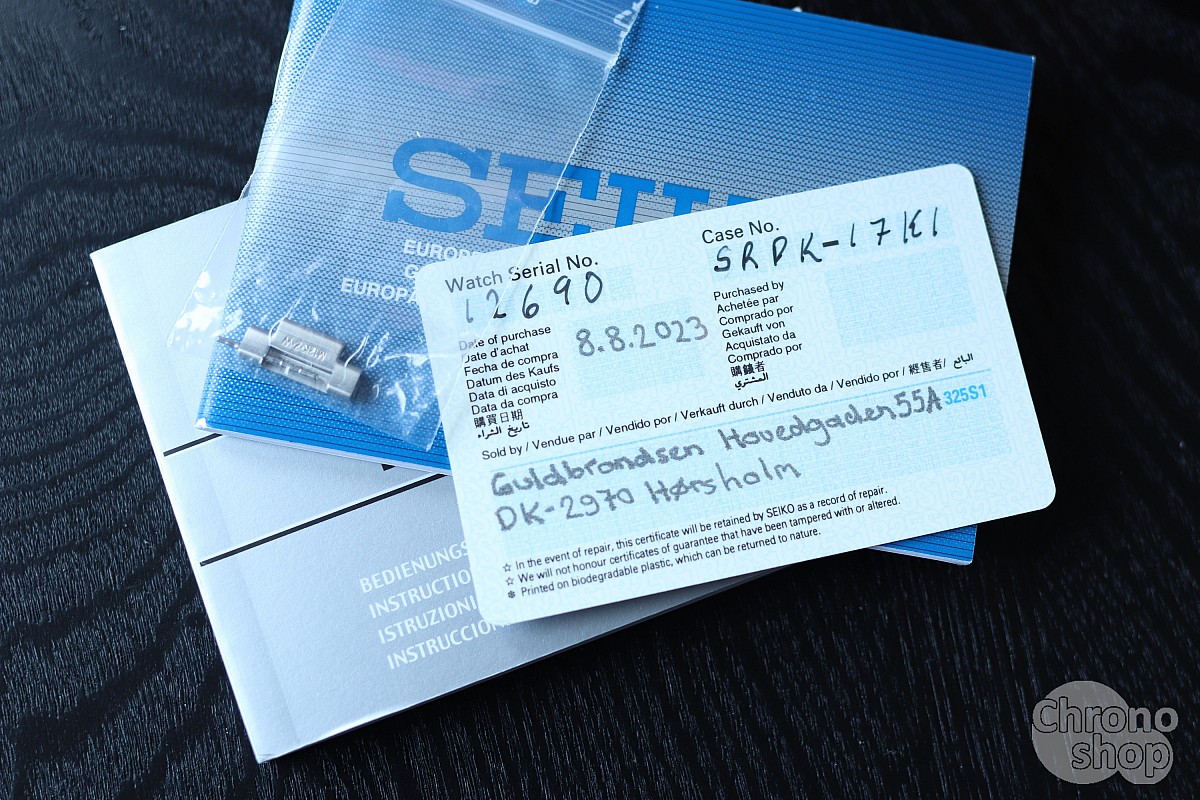 SEIKO
EUROPE
EUROPA
Watch Serial No.
12690
Case No.
SRPK-17K1
Date of purchase
Date d'achat
Fecha de compra
Datum des Kaufs
Data di acquisto
Data da compra
購買日期
تاريخ الشراء
8.8.2023
Purchased by
Achetée par
Comprado por
Gekauft von
Acquistato da
Comprado por
購錶者
المشتري
Sold by / Vendue par / Vendido por / Verkauft durch / Venduto da / Vendido por / 經售者/ البائع
325S1
Guldbrandsen Hovedgaden 55A
DK-2970 Hørsholm
☆ In the event of repair, this certificate will be retained by SEIKO as a record of repair.
☆ We will not honour certificates of guarantee that have been tampered with or altered.
❃ Printed on biodegradable plastic, which can be returned to nature.
BEDIENUNGS
INSTRUCTIO
ISTRUZIONI
INSTRUCCION
Chrono
shop